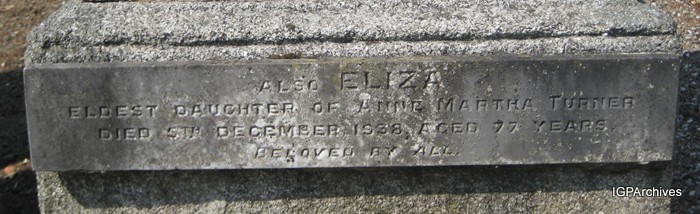 ALSO ELIZA
ELDEST DAUGHTER OF ANNE MARTHA TURNER
DIED 5TH DECEMBER 1938, AGED 77 YEARS.
BELOVED BY ALL.
IGPArchives